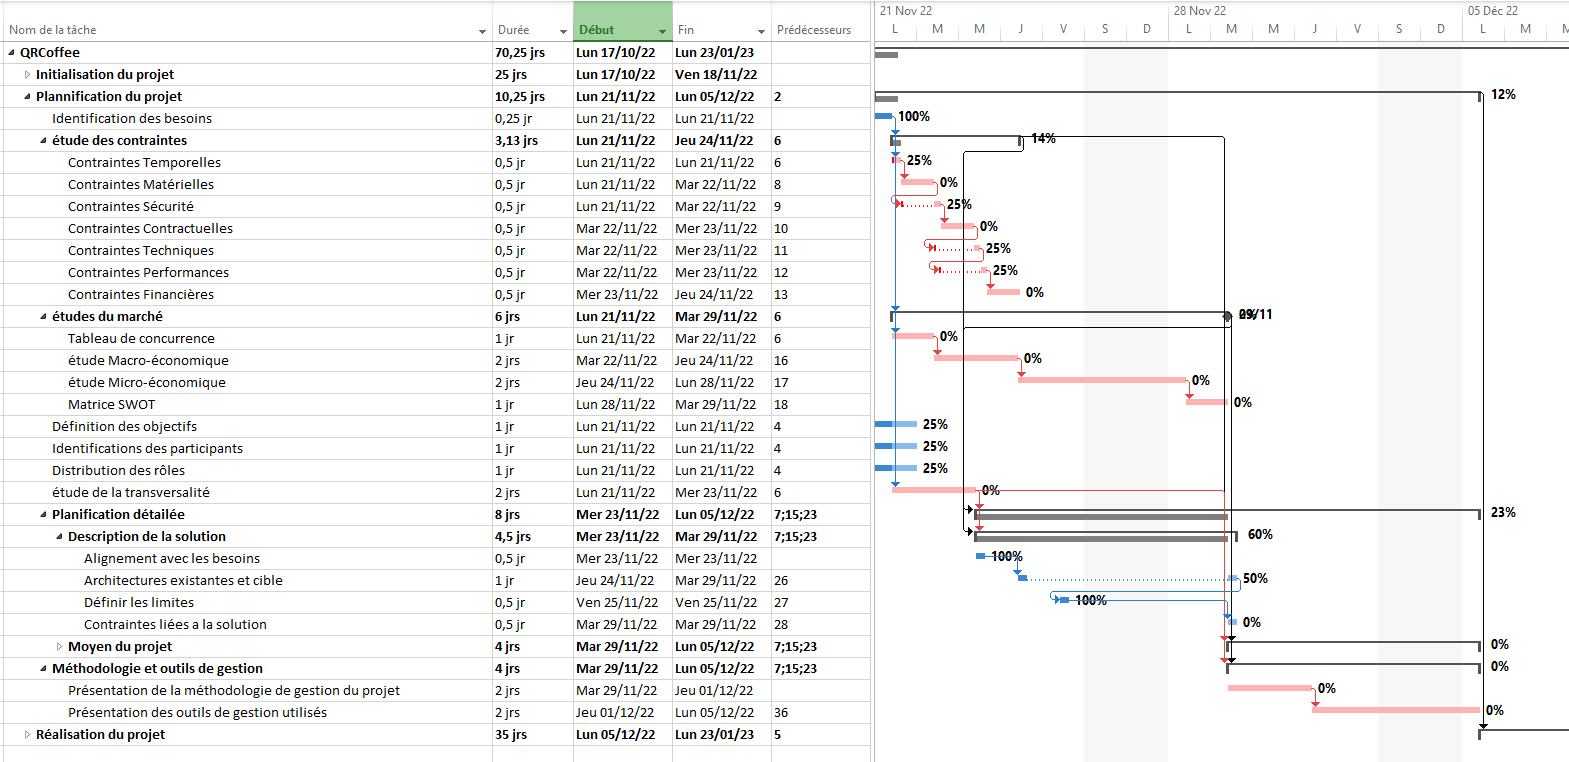 21 Nov 22 28 Nov 22 05 Déc 22
Nom de la tâche Durée Début Fin Prédécesseurs L M M J V S D L M M J V S D L M M
QRCoffee 70,25 jrs Lun 17/10/22 Lun 23/01/23
Initialisation du projet 25 jrs Lun 17/10/22 Ven 18/11/22
Plannification du projet 10,25 jrs Lun 21/11/22 Lun 05/12/22 2 12%
Identification des besoins 0,25 jr Lun 21/11/22 Lun 21/11/22 100%
étude des contraintes 3,13 jrs Lun 21/11/22 Jeu 24/11/22 6 14%
Contraintes Temporelles 0,5 jr Lun 21/11/22 Lun 21/11/22 6 25%
Contraintes Matérielles 0,5 jr Lun 21/11/22 Mar 22/11/22 8 0%
Contraintes Sécurité 0,5 jr Lun 21/11/22 Mar 22/11/22 9 25%
Contraintes Contractuelles 0,5 jr Mar 22/11/22 Mer 23/11/22 10 0%
Contraintes Techniques 0,5 jr Mar 22/11/22 Mer 23/11/22 11 25%
Contraintes Performances 0,5 jr Mar 22/11/22 Mer 23/11/22 12 25%
Contraintes Financières 0,5 jr Mer 23/11/22 Jeu 24/11/22 13 0%
études du marché 6 jrs Lun 21/11/22 Mar 29/11/22 6
Tableau de concurrence 1 jr Lun 21/11/22 Mar 22/11/22 6 0%
étude Macro-économique 2 jrs Mar 22/11/22 Jeu 24/11/22 16 0%
étude Micro-économique 2 jrs Jeu 24/11/22 Lun 28/11/22 17 0%
Matrice SWOT 1 jr Lun 28/11/22 Mar 29/11/22 18 0%
Définition des objectifs 1 jr Lun 21/11/22 Lun 21/11/22 4 25%
Identifications des participants 1 jr Lun 21/11/22 Lun 21/11/22 4 25%
Distribution des rôles 1 jr Lun 21/11/22 Lun 21/11/22 4 25%
étude de la transversalité 2 jrs Lun 21/11/22 Mer 23/11/22 6 0%
Planification détailée 8 jrs Mer 23/11/22 Lun 05/12/22 7;15;23 23%
Description de la solution 4,5 jrs Mer 23/11/22 Mar 29/11/22 7;15;23 60%
Alignement avec les besoins 0,5 jr Mer 23/11/22 Mer 23/11/22 100%
Architectures existantes et cible 1 jr Jeu 24/11/22 Mar 29/11/22 26 50%
Définir les limites 0,5 jr Ven 25/11/22 Ven 25/11/22 27 100%
Contraintes liées a la solution 0,5 jr Mar 29/11/22 Mar 29/11/22 28 0%
Moyen du projet 4 jrs Mar 29/11/22 Lun 05/12/22 7;15;23 0%
Méthodologie et outils de gestion 4 jrs Mar 29/11/22 Lun 05/12/22 7;15;23 0%
Présentation de la méthodologie de gestion du projet 2 jrs Mar 29/11/22 Jeu 01/12/22 0%
Présentation des outils de gestion utilisés 2 jrs Jeu 01/12/22 Lun 05/12/22 36 0%
Réalisation du projet 35 jrs Lun 05/12/22 Lun 23/01/23 5